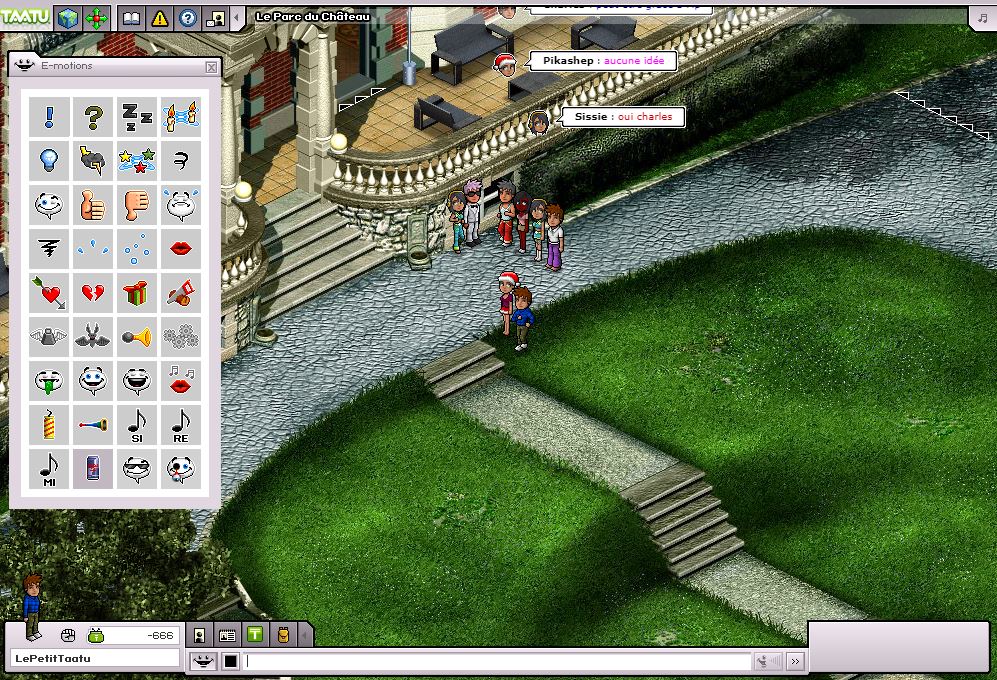 TAATU
Le Parc du Château
E-motions
Pikashep : aucune idée
Sissie : oui charles
!
?
Z Z Z
SI
RE
MI
-666
T
LePetitTaatu
>>